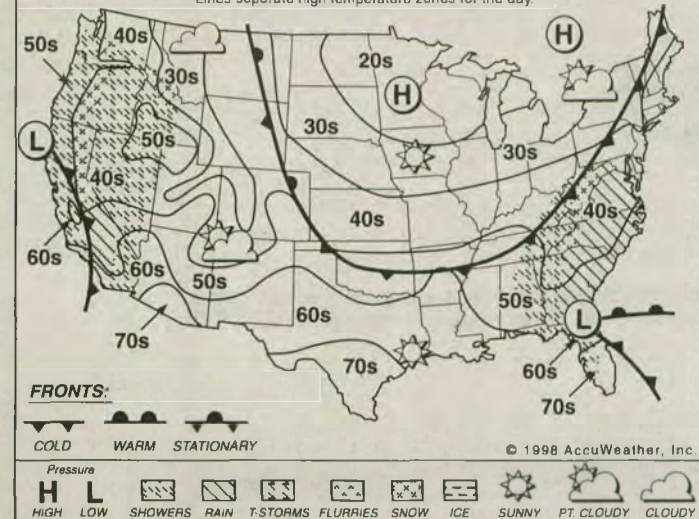 Lines separate high temperature zones for the day.
50s
40s
30s
20s
H
H
L
50s
30s
30s
40s
40s
40s
60s
60s
50s
60s
50s
L
70s
70s
60s
70s
FRONTS:
COLD WARM STATIONARY
© 1998 AccuWeather, Inc.
Pressure
H L
HIGH LOW SHOWERS RAIN T-STORMS FLURRIES SNOW ICE SUNNY PT. CLOUDY CLOUDY